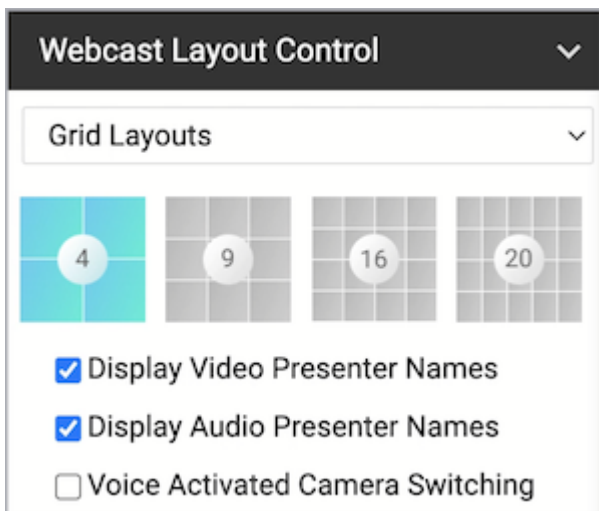 Webcast Layout Control
Grid Layouts
4 9 16 20
Display Video Presenter Names
Display Audio Presenter Names
Voice Activated Camera Switching